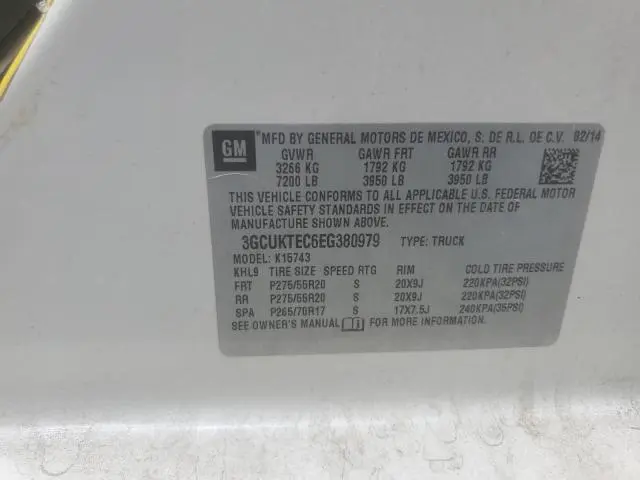 GM MFD BY GENERAL MOTORS DE MEXICO, S. DE R.L. DE C.V. 02/14
GVWR GAWR FRT GAWR RR
3266 KG 1792 KG 1792 KG
7200 LB 3950 LB 3950 LB
THIS VEHICLE CONFORMS TO ALL APPLICABLE U.S. FEDERAL MOTOR
VEHICLE SAFETY STANDARDS IN EFFECT ON THE DATE OF
MANUFACTURE SHOWN ABOVE.
3GCUKTEC6EG380979 TYPE: TRUCK
MODEL: K15743
KHL9 TIRE SIZE SPEED RTG RIM COLD TIRE PRESSURE
FRT P275/55R20 S 20X9J 220KPA(32PSI)
RR P275/55R20 S 20X9J 220KPA(32PSI)
SPA P265/70R17 S 17X7.5J 240KPA(35PSI)
SEE OWNER'S MANUAL FOR MORE INFORMATION.